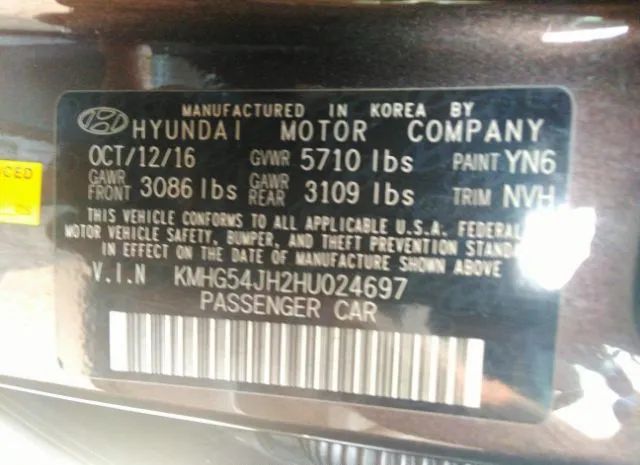 MANUFACTURED IN KOREA BY
HYUNDAI MOTOR COMPANY
OCT/12/16 GVWR 5710 lbs PAINT YN6
GAWR FRONT 3086 lbs GAWR REAR 3109 lbs TRIM NVH
THIS VEHICLE CONFORMS TO ALL APPLICABLE U.S.A. FEDERAL
MOTOR VEHICLE SAFETY, BUMPER, AND THEFT PREVENTION
IN EFFECT ON THE DATE OF MANUFACTURE SHOWN ABOVE
V.I.N KMHG54JH2HU024697
PASSENGER CAR